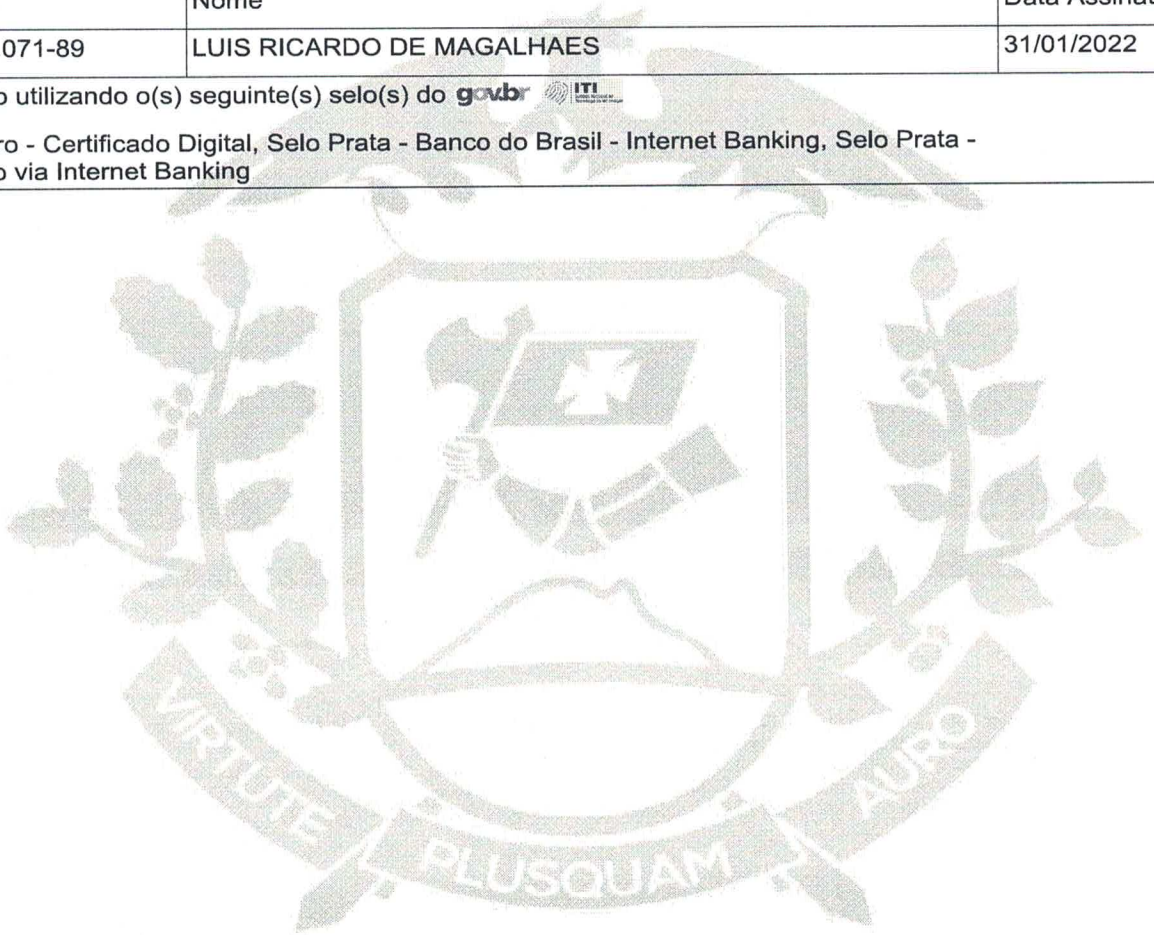 Nome
071-89 LUIS RICARDO DE MAGALHAES 31/01/2022
o utilizando o(s) seguinte(s) selo(s) do gov.br ITI
ro - Certificado Digital, Selo Prata - Banco do Brasil - Internet Banking, Selo Prata -
o via Internet Banking
VIRTUTE PLUSQUAM AURO